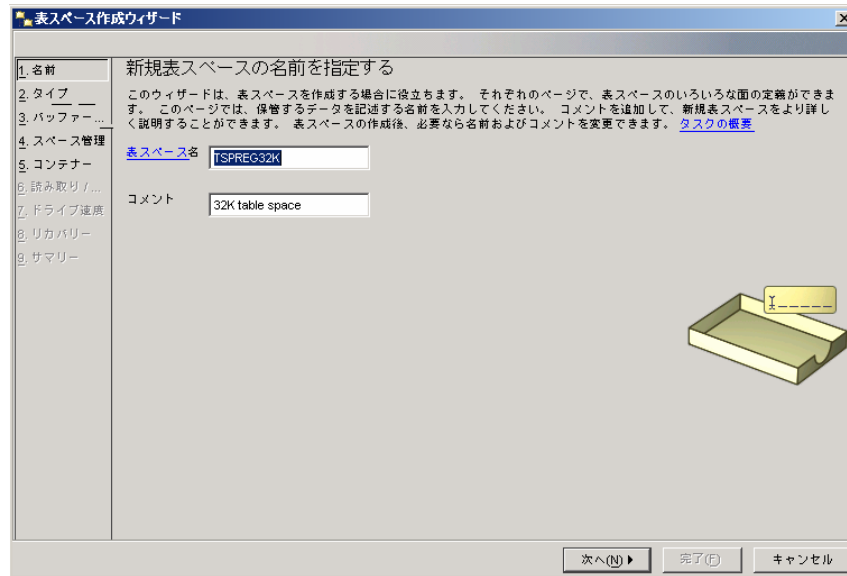 表スペース作成ウィザード
1. 名前
2. タイプ
3. バッファー...
4. スペース管理
5. コンテナー
6. 読み取り / ...
7. ドライブ速度
8. リカバリー
9. サマリー
新規表スペースの名前を指定する
このウィザードは、表スペースを作成する場合に役立ちます。 それぞれのページで、表スペースのいろいろな面の定義ができま
す。 このページでは、保管するデータを記述する名前を入力してください。 コメントを追加して、新規表スペースをより詳し
く説明することができます。 表スペースの作成後、必要なら名前およびコメントを変更できます。 タスクの概要
表スペース名 TSPREG32K
コメント 32K table space
次へ(N) 完了(F) キャンセル